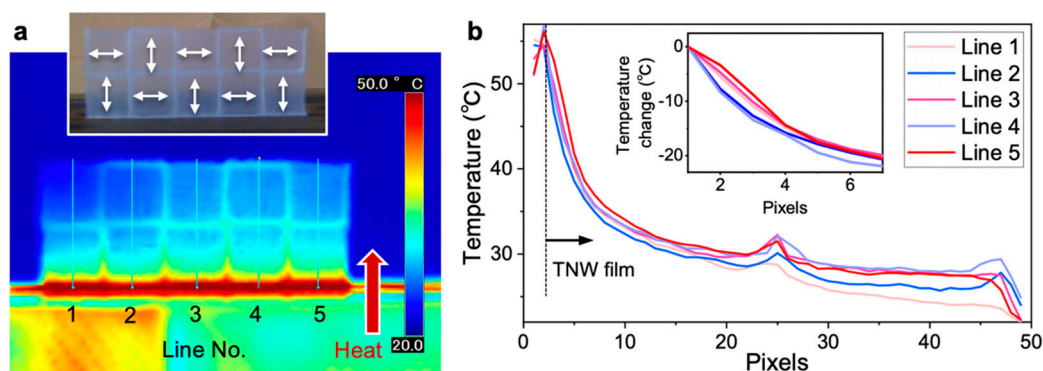 a
50.0 ° C
20.0
1 2 3 4 5
Line No.
Heat
b
Temperature (°C)
50
40
30
0 10 20 30 40 50
Pixels
TNW film
Temperature
change (°C)
0
-10
-20
2 4 6
Pixels
Line 1
Line 2
Line 3
Line 4
Line 5